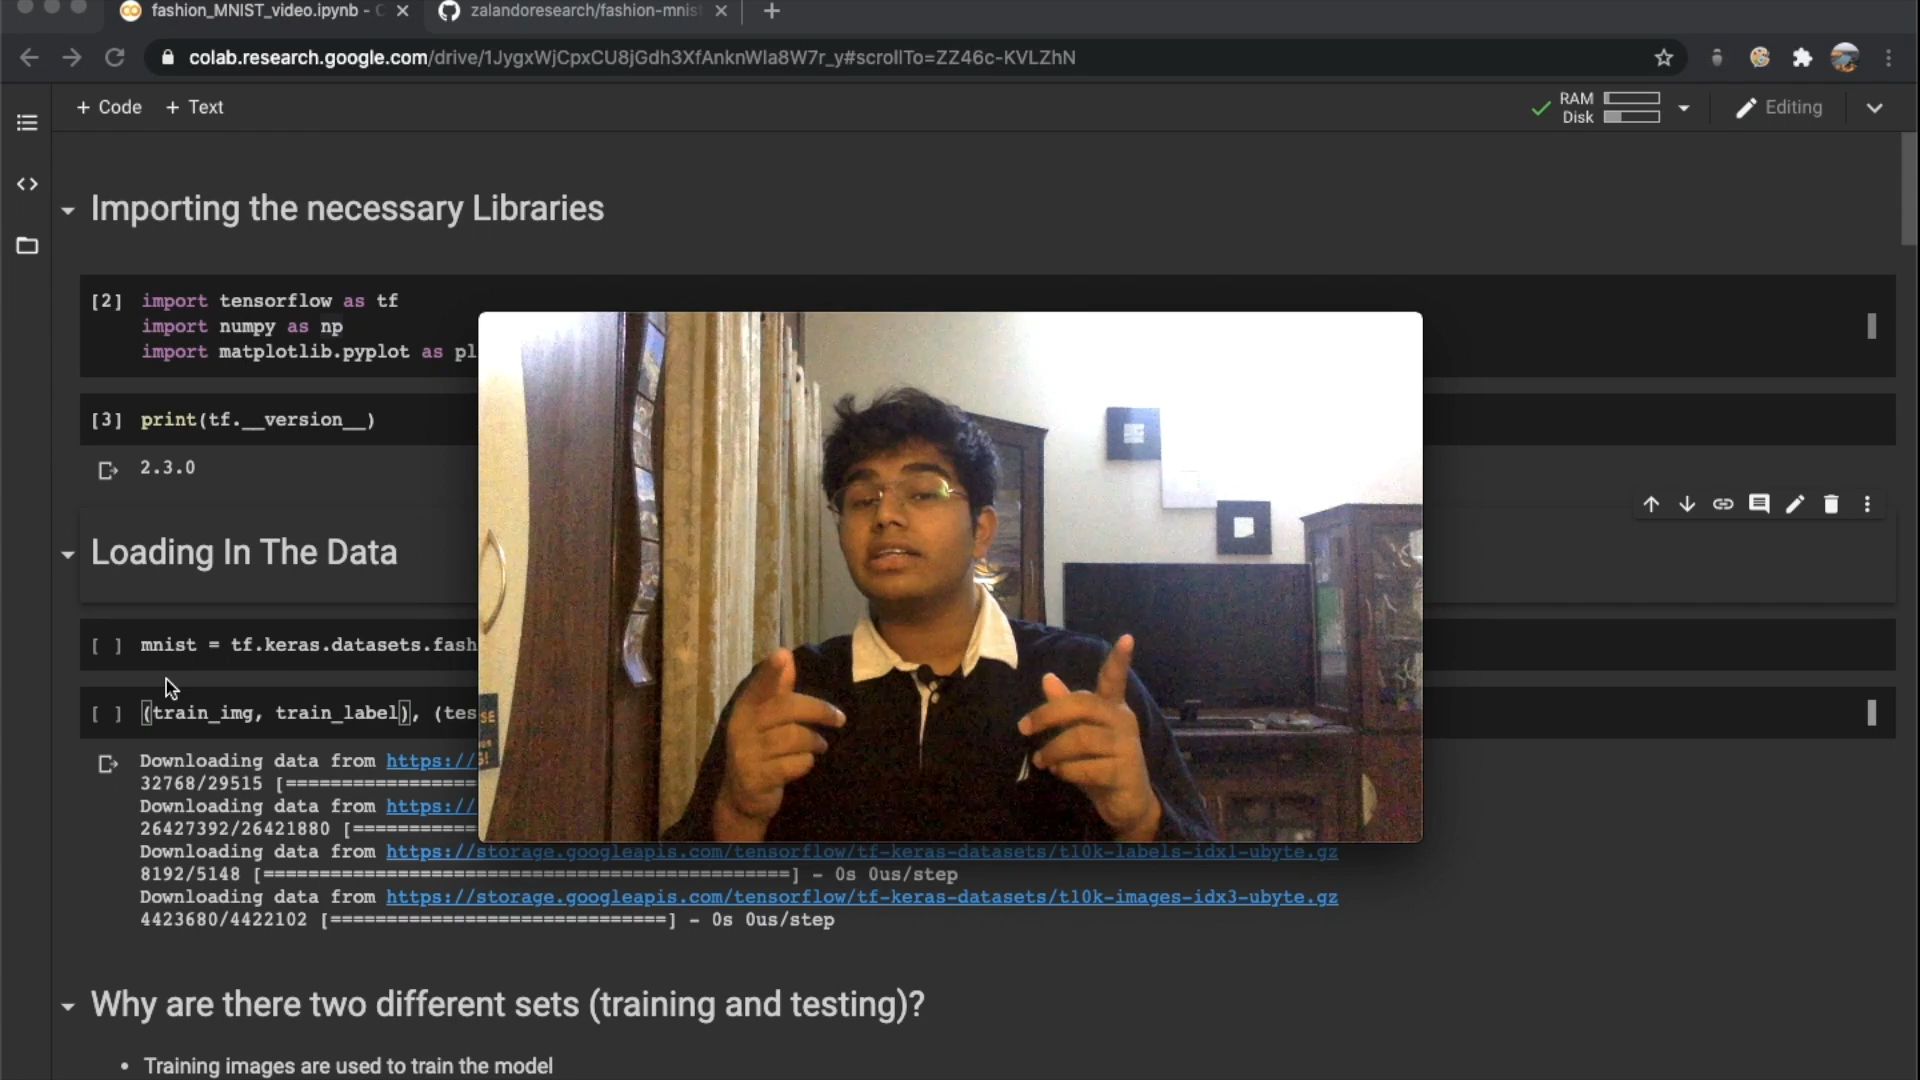 fashion_MNIST_video.ipynb - C
zalandoresearch/fashion-mnist
colab.research.google.com/drive/1JygxWjCpxCU8jGdh3XfAnknWla8W7r_y#scrollTo=ZZ46c-KVLZhN
+ Code + Text
RAM
Disk
Editing
Importing the necessary Libraries
[2] import tensorflow as tf
import numpy as np
import matplotlib.pyplot as pl
[3] print(tf.__version__)
2.3.0
Loading In The Data
[ ] mnist = tf.keras.datasets.fash
[ ] (train_img, train_label), (tes
Downloading data from https://
32768/29515 [===================
Downloading data from https://
26427392/26421880 [===========
Downloading data from https://storage.googleapis.com/tensorflow/tf-keras-datasets/t10k-labels-idx1-ubyte.gz
8192/5148 [===============================================] - 0s 0us/step
Downloading data from https://storage.googleapis.com/tensorflow/tf-keras-datasets/t10k-images-idx3-ubyte.gz
4423680/4422102 [==============================] - 0s 0us/step
Why are there two different sets (training and testing)?
• Training images are used to train the model